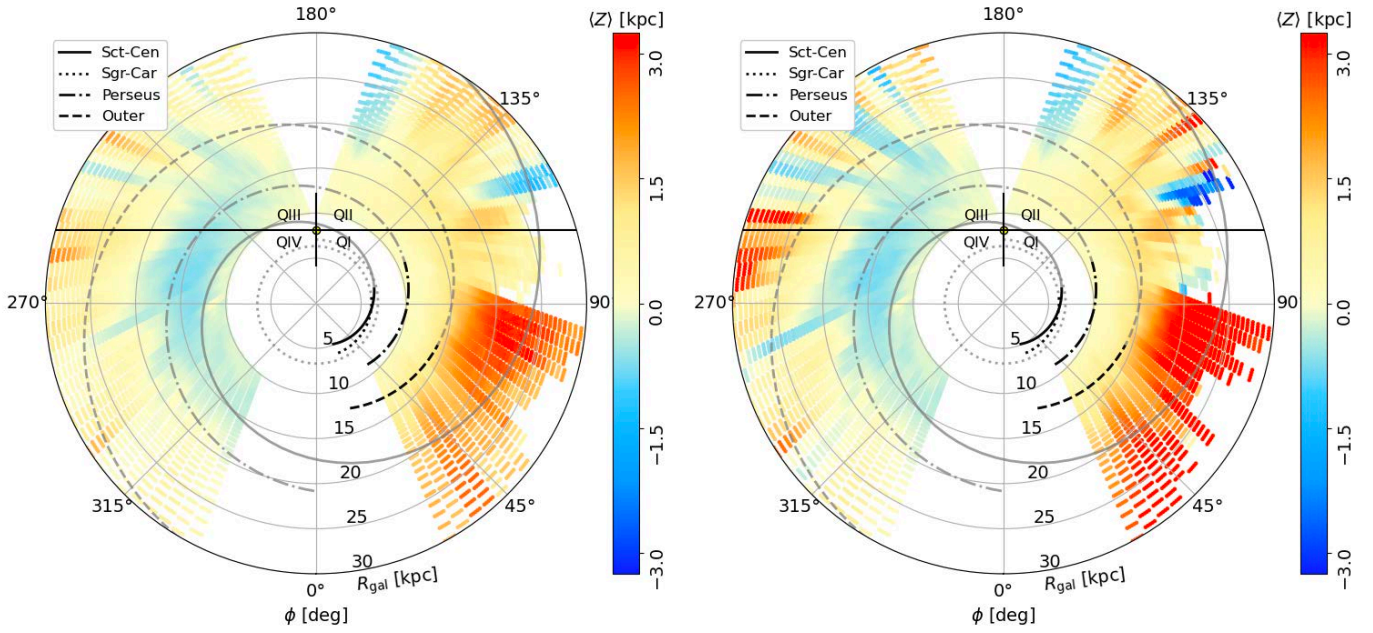 180°
⟨Z⟩ [kpc]
Sct-Cen
Sgr-Car
Perseus
Outer
135°
3.0
1.5
0.0
−1.5
−3.0
QIII QII
QIV QI
270°
90
5
10
15
20
25
30
315°
45°
0°
R_gal [kpc]
ϕ [deg]
180°
⟨Z⟩ [kpc]
Sct-Cen
Sgr-Car
Perseus
Outer
135°
3.0
1.5
0.0
−1.5
−3.0
QIII QII
QIV QI
270°
90
5
10
15
20
25
30
315°
45°
0°
R_gal [kpc]
ϕ [deg]